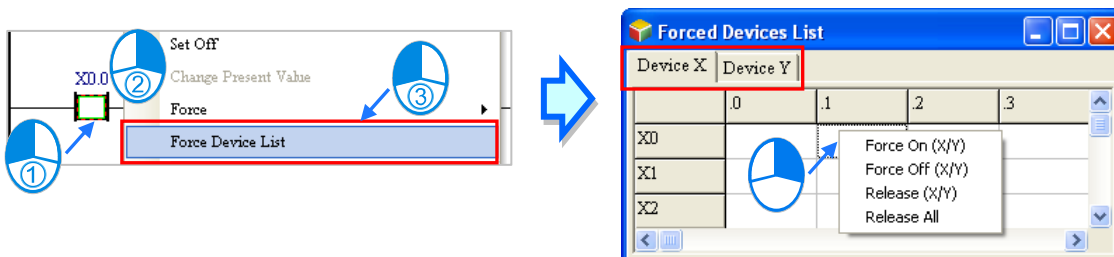 Set Off
X0.0
②
Change Present Value
③
Force
Force Device List
①
Forced Devices List
Device X
Device Y
.0
.1
.2
.3
X0
X1
X2
Force On (X/Y)
Force Off (X/Y)
Release (X/Y)
Release All